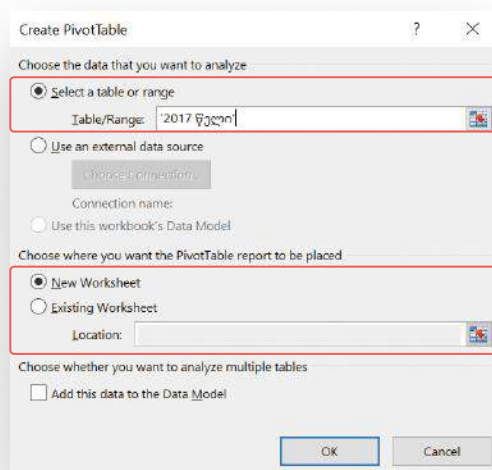 Create PivotTable ?
Choose the data that you want to analyze
Select a table or range
Table/Range: '2017 წელი'
Use an external data source
Choose Connection...
Connection name:
Use this workbook's Data Model
Choose where you want the PivotTable report to be placed
New Worksheet
Existing Worksheet
Location:
Choose whether you want to analyze multiple tables
Add this data to the Data Model
OK Cancel